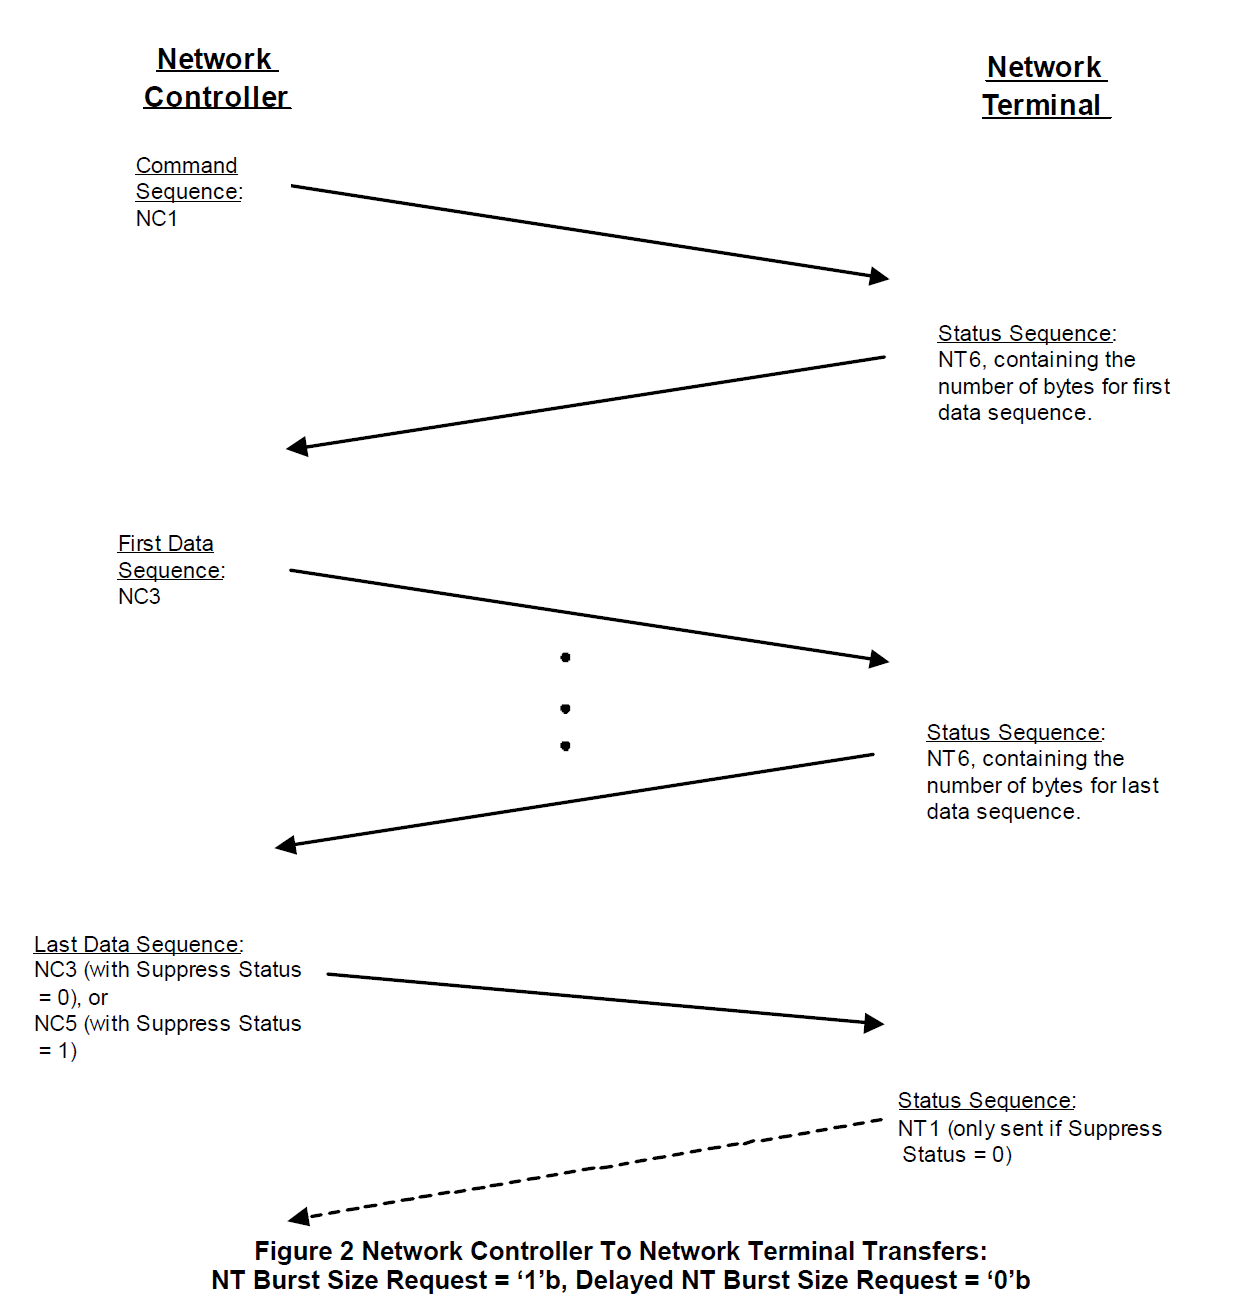 Network
Controller
Network
Terminal
Command
Sequence:
NC1
Status Sequence:
NT6, containing the
number of bytes for first
data sequence.
First Data
Sequence:
NC3
Status Sequence:
NT6, containing the
number of bytes for last
data sequence.
Last Data Sequence:
NC3 (with Suppress Status
= 0), or
NC5 (with Suppress Status
= 1)
Status Sequence:
NT1 (only sent if Suppress
Status = 0)
Figure 2 Network Controller To Network Terminal Transfers:
NT Burst Size Request = ‘1’b, Delayed NT Burst Size Request = ‘0’b